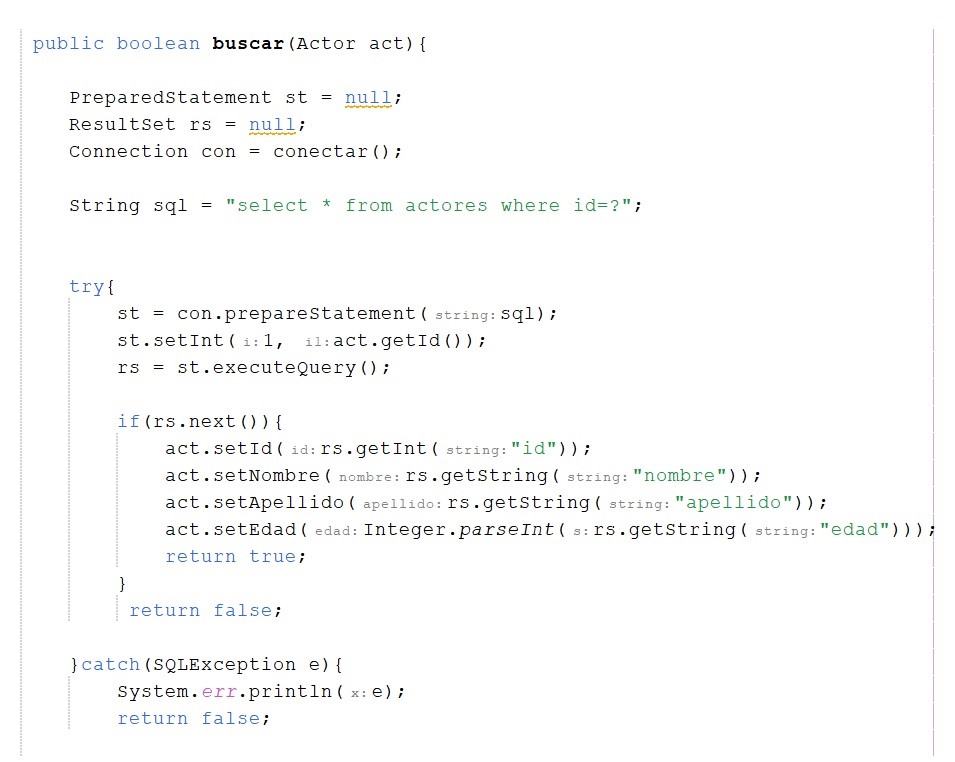 public boolean buscar(Actor act){
PreparedStatement st = null;
ResultSet rs = null;
Connection con = conectar();
String sql = "select * from actores where id=?";
try{
st = con.prepareStatement( string: sql);
st.setInt( i: 1, i1: act.getId());
rs = st.executeQuery();
if(rs.next()){
act.setId( id: rs.getInt( string: "id"));
act.setNombre( nombre: rs.getString( string: "nombre"));
act.setApellido( apellido: rs.getString( string: "apellido"));
act.setEdad( edad: Integer.parseInt( s: rs.getString( string: "edad")));
return true;
}
return false;
}catch(SQLException e){
System.err.println( x: e);
return false;